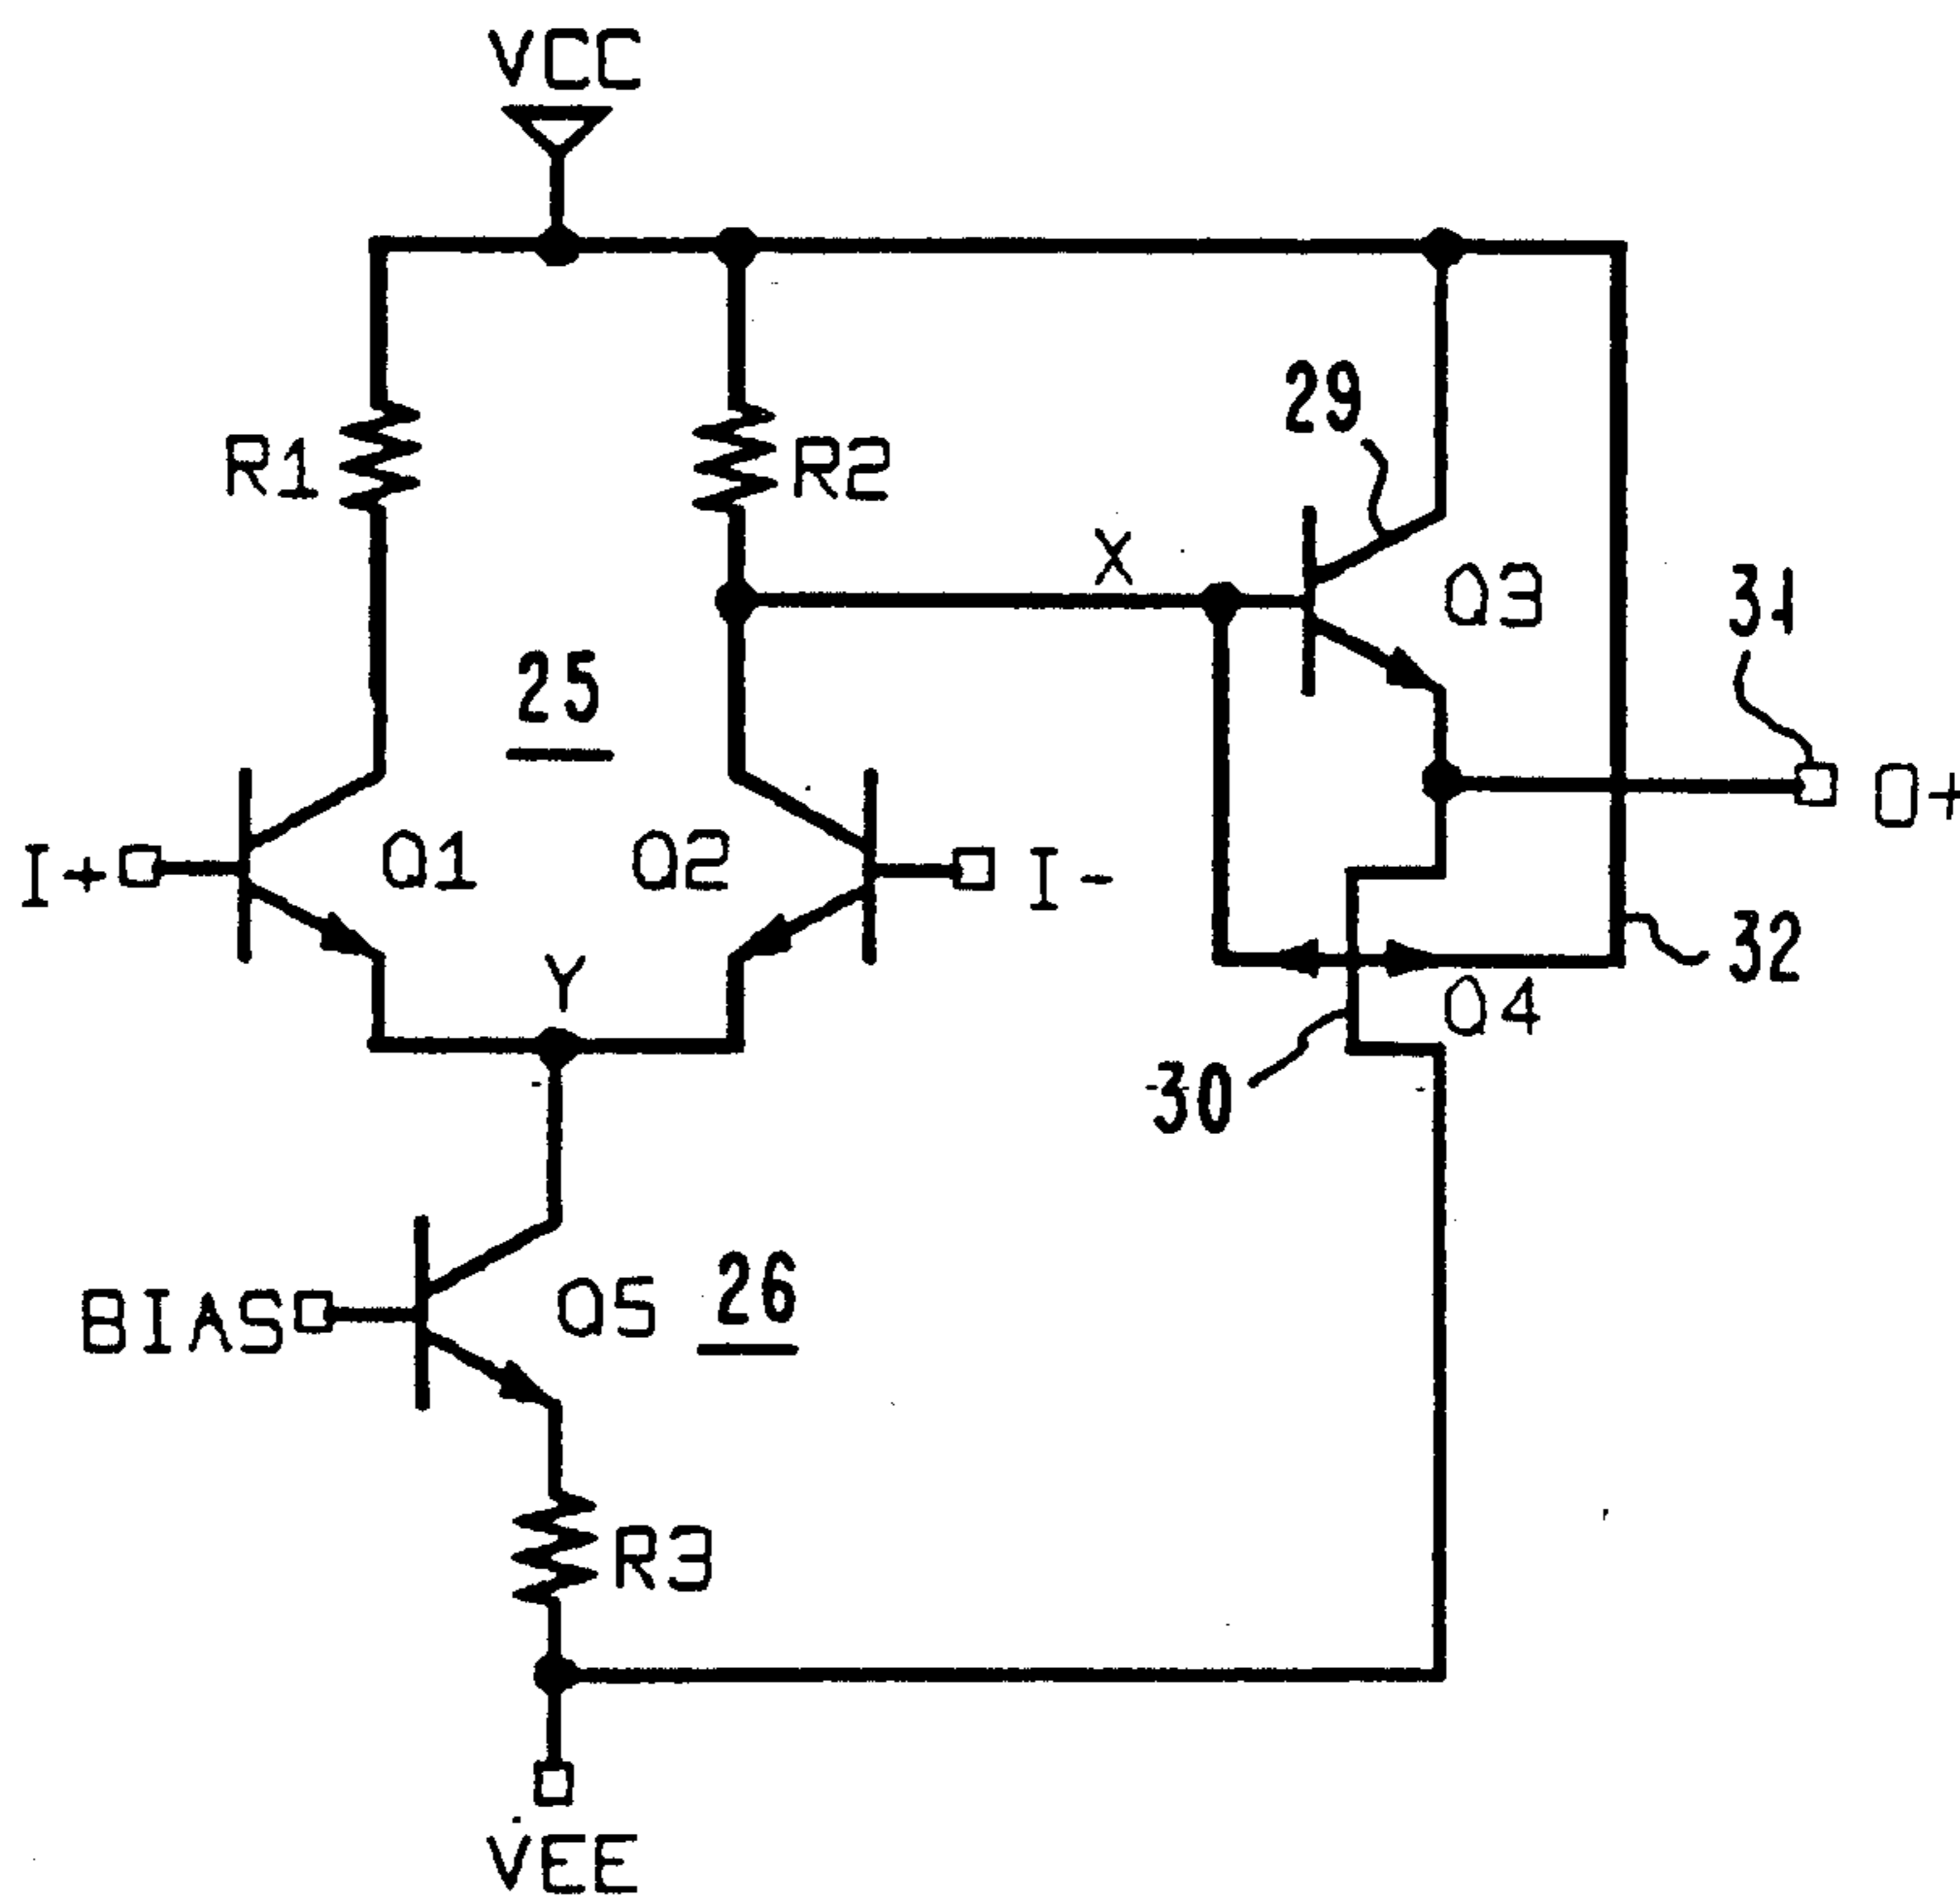 VCC
29
R1
R2
X
Q3
31
25
O+
I+
Q1
Q2
I-
32
Y
Q4
30
BIAS
Q5
26
R3
VEE